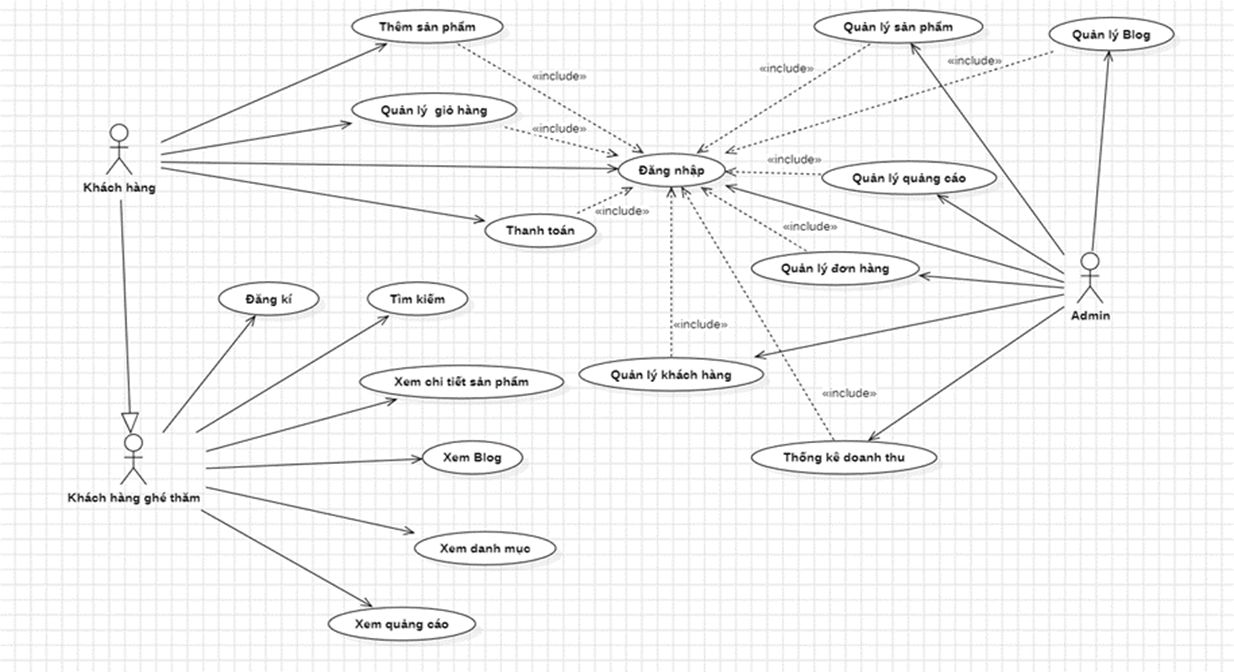 Thêm sản phẩm
Quản lý sản phẩm
Quản lý Blog
«include»
«include»
«include»
Quản lý  giỏ hàng
«include»
Khách hàng
Đăng nhập
«include»
Quản lý quảng cáo
«include»
Thanh toán
«include»
Quản lý đơn hàng
Admin
Đăng kí
Tìm kiếm
«include»
Xem chi tiết sản phẩm
Quản lý khách hàng
«include»
Xem Blog
Thống kê doanh thu
Khách hàng ghé thăm
Xem danh mục
Xem quảng cáo